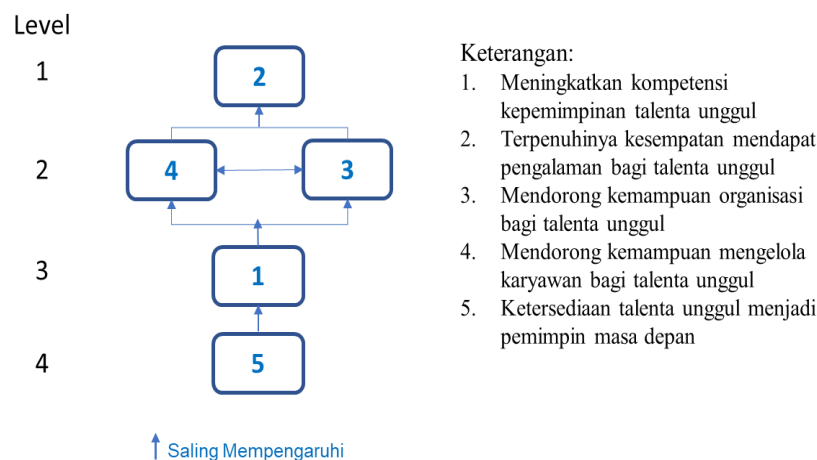 Level
1
2
2
4
3
3
1
4
5
Saling Mempengaruhi
Keterangan:
1. Meningkatkan kompetensi
kepemimpinan talenta unggul
2. Terpenuhinya kesempatan mendapat
pengalaman bagi talenta unggul
3. Mendorong kemampuan organisasi
bagi talenta unggul
4. Mendorong kemampuan mengelola
karyawan bagi talenta unggul
5. Ketersediaan talenta unggul menjadi
pemimpin masa depan